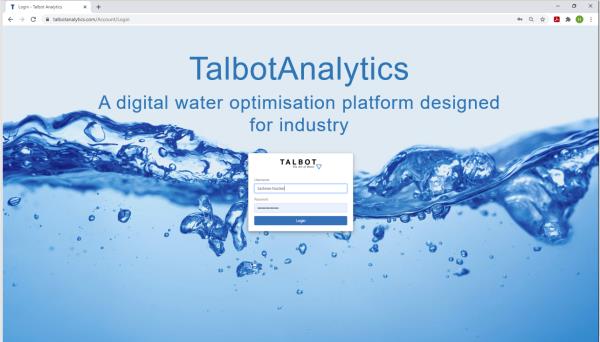 Login - Talbot Analytics
talbotanalytics.com/Account/Login
TalbotAnalytics
A digital water optimisation platform designed
for industry
TALBOT
Username
Password
Login